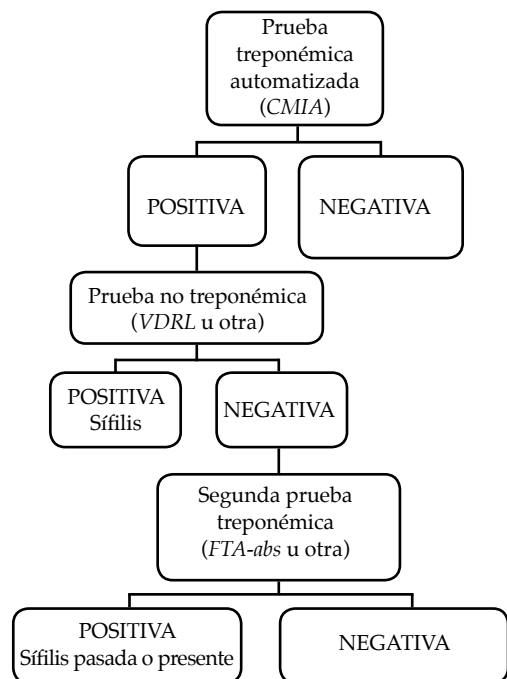 Prueba
treponémica
automatizada
(CMIA)
POSITIVA
NEGATIVA
Prueba no treponémica
(VDRL u otra)
POSITIVA
Sífilis
NEGATIVA
Segunda prueba
treponémica
(FTA-abs u otra)
POSITIVA
Sífilis pasada o presente
NEGATIVA